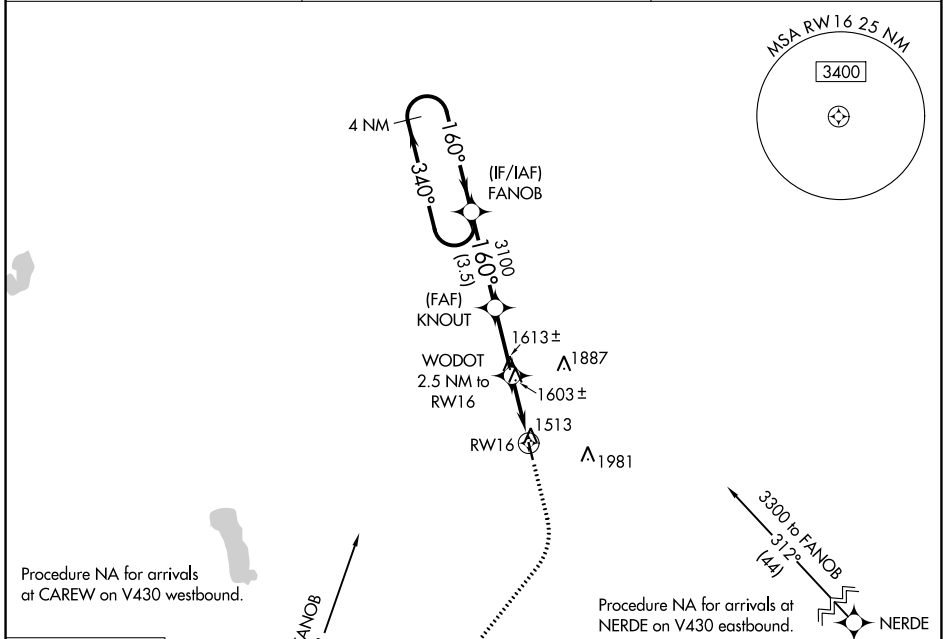 MSA RW16 25 NM
3400
4 NM
160°
340°
(IF/IAF)
FANOB
3100
160°
(3.5)
(FAF)
KNOUT
1613±
WODOT
2.5 NM to
RW16
1887
1603±
1513
RW16
1981
3300 to FANOB
312°
(44)
Procedure NA for arrivals
at CAREW on V430 westbound.
FANOB
Procedure NA for arrivals at
NERDE on V430 eastbound.
NERDE